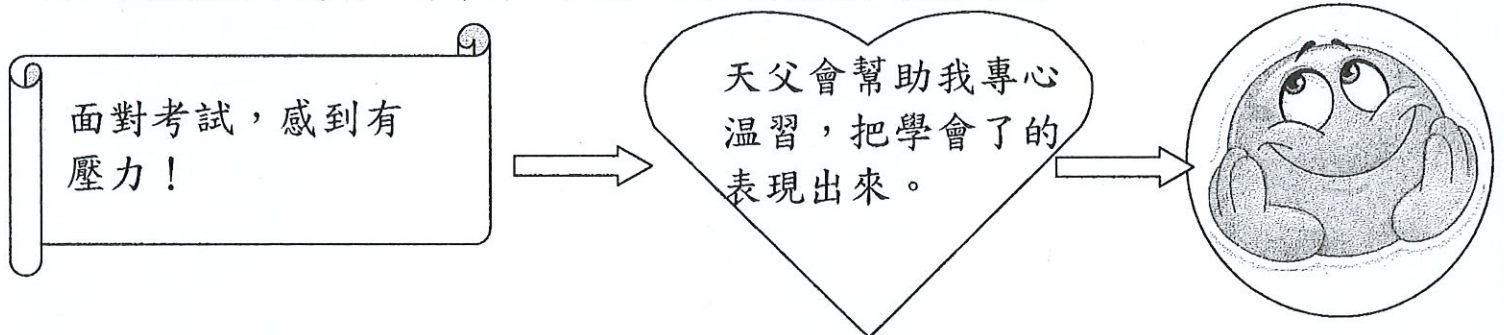 面對考試，感到有
壓力！
天父會幫助我專心
温習，把學會了的
表現出來。